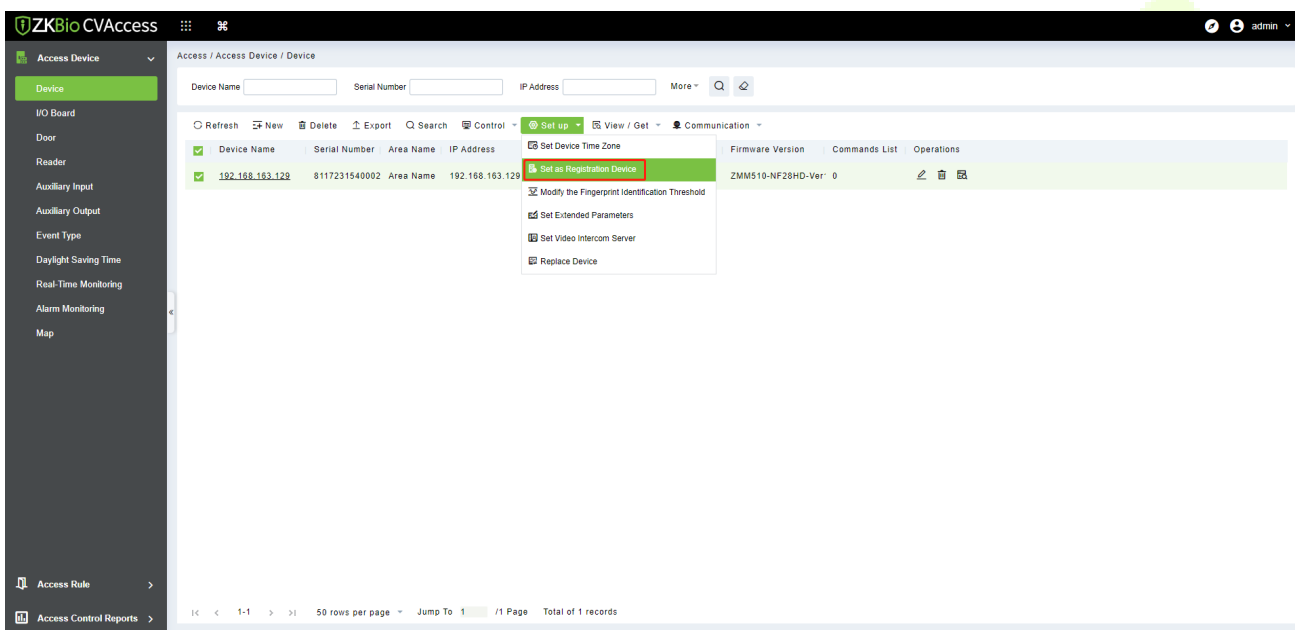 ZKBio CVAccess
admin
Access Device
Access / Access Device / Device
Device
Device Name
Serial Number
IP Address
More
I/O Board
Refresh New Delete Export Search Control Set up View / Get Communication
Door
Device Name Serial Number Area Name IP Address Firmware Version Commands List Operations
Set Device Time Zone
Reader
192.168.163.129 8117231540002 Area Name 192.168.163.129 ZMM510-NF28HD-Ver 0
Set as Registration Device
Auxiliary Input
Modify the Fingerprint Identification Threshold
Auxiliary Output
Set Extended Parameters
Event Type
Set Video Intercom Server
Daylight Saving Time
Replace Device
Real-Time Monitoring
Alarm Monitoring
Map
Access Rule
Access Control Reports
1-1 50 rows per page Jump To 1 /1 Page Total of 1 records